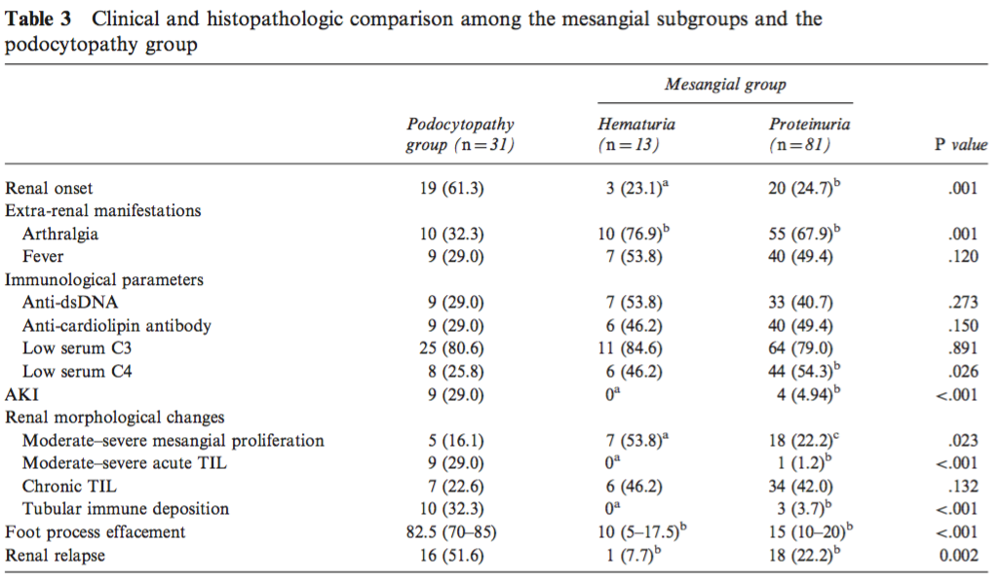 Table 3 Clinical and histopathologic comparison among the mesangial subgroups and the
podocytopathy group
Mesangial group
Podocytopathy group (n=31) Hematuria (n=13) Proteinuria (n=81) P value
Renal onset 19 (61.3) 3 (23.1)a 20 (24.7)b .001
Extra-renal manifestations
Arthralgia 10 (32.3) 10 (76.9)b 55 (67.9)b .001
Fever 9 (29.0) 7 (53.8) 40 (49.4) .120
Immunological parameters
Anti-dsDNA 9 (29.0) 7 (53.8) 33 (40.7) .273
Anti-cardiolipin antibody 9 (29.0) 6 (46.2) 40 (49.4) .150
Low serum C3 25 (80.6) 11 (84.6) 64 (79.0) .891
Low serum C4 8 (25.8) 6 (46.2) 44 (54.3)b .026
AKI 9 (29.0) 0a 4 (4.94)b <.001
Renal morphological changes
Moderate–severe mesangial proliferation 5 (16.1) 7 (53.8)a 18 (22.2)c .023
Moderate–severe acute TIL 9 (29.0) 0a 1 (1.2)b <.001
Chronic TIL 7 (22.6) 6 (46.2) 34 (42.0) .132
Tubular immune deposition 10 (32.3) 0a 3 (3.7)b <.001
Foot process effacement 82.5 (70–85) 10 (5–17.5)b 15 (10–20)b <.001
Renal relapse 16 (51.6) 1 (7.7)b 18 (22.2)b 0.002